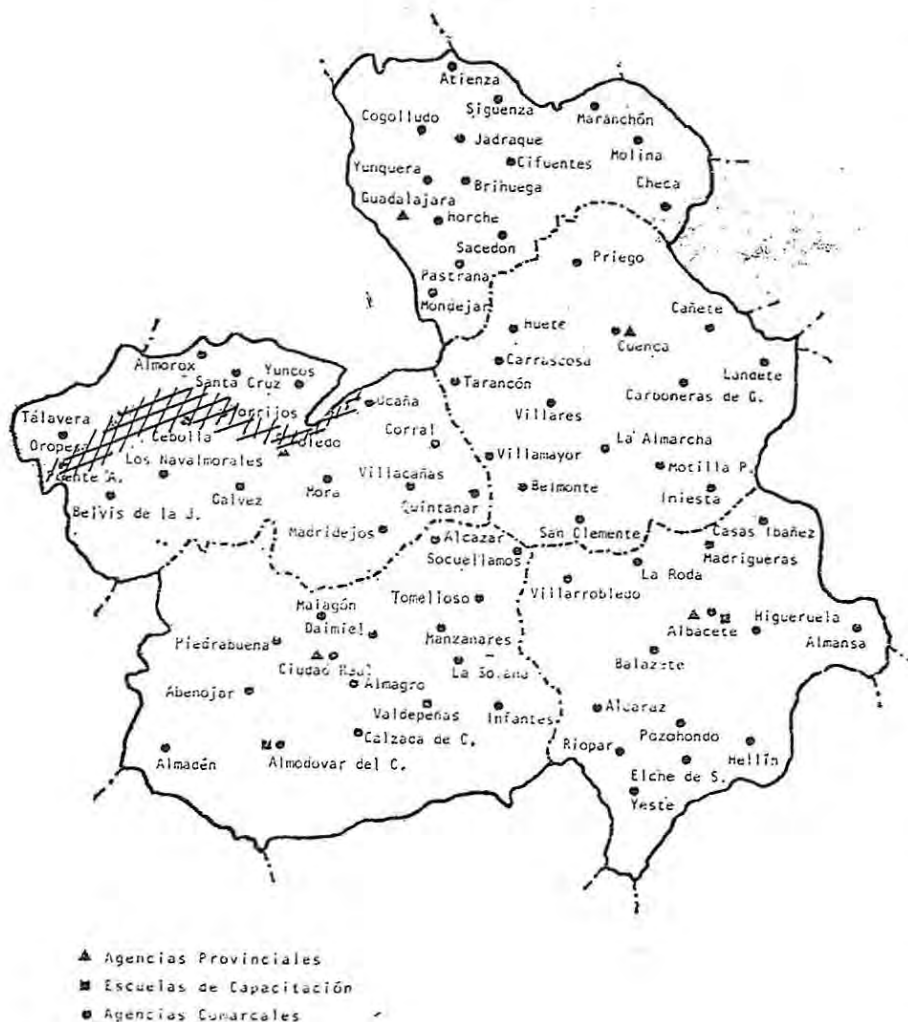 Atienza
Siguenza
Maranchón
Cogolludo
Jadraque
Molina
Cifuentes
Yunquera
Brihuega
Checa
Guadalajara
Horche
Sacedon
Priego
Pastrana
Mondejar
Huete
Cañete
Cuenca
Almorox
Carrascosa
Landete
Santa Cruz
Yuncos
Tarancón
Carboneras de G.
Ucaña
Villares
Tálavera
Torrijos
Cebolla
Corral
La Almarcha
Oropesa
Toledo
Los Navalmorales
Villamayor
Motilla P.
Puente A.
Villacañas
Belmonte
Iniesta
Galvez
Mora
Quintanar
Belvis de la J.
San Clemente
Casas Ibañez
Madridejos
Alcazar
Madrigueras
Socuellamos
La Roda
Villarrobledo
Malagón
Tomelloso
Daimiel
Manzanares
Higueruela
Piedrabuena
Albacete
Almansa
Ciudad Real
La Solana
Balazote
Almagro
Abenojar
Valdepeñas
Infantes
Alcaraz
Calzada de C.
Pozohondo
Riopar
Hellín
Almadén
Almodovar del C.
Elche de S.
Yeste
Agencias Provinciales
Escuelas de Capacitación
Agencias Comarcales